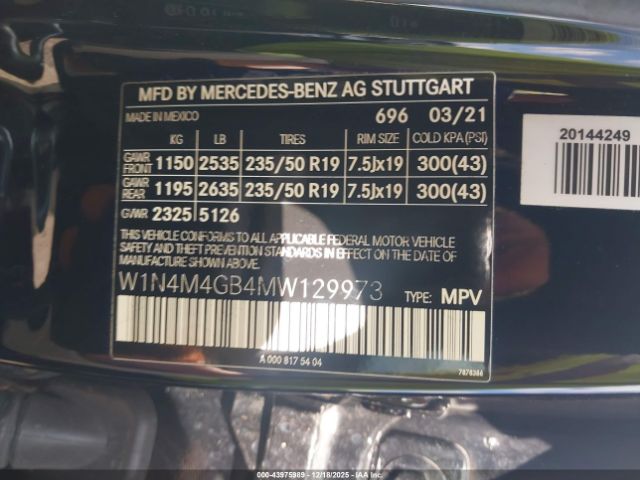 MFD BY MERCEDES-BENZ AG STUTTGART
MADE IN MEXICO 696 03/21
KG LB TIRES RIM SIZE COLD KPA(PSI)
GAWR FRONT 1150 2535 235/50 R19 7.5Jx19 300(43)
GAWR REAR 1195 2635 235/50 R19 7.5Jx19 300(43)
GVWR 2325 5126
THIS VEHICLE CONFORMS TO ALL APPLICABLE FEDERAL MOTOR VEHICLE
SAFETY, BUMPER, AND THEFT PREVENTION STANDARDS IN EFFECT ON THE DATE
OF MANUFACTURE SHOWN ABOVE.
W1N4M4GB4MW129973 TYPE: MPV
A 000 817 54 04
7876386
20144249
000-43975989 - 12/18/2025 - IAAI.COM